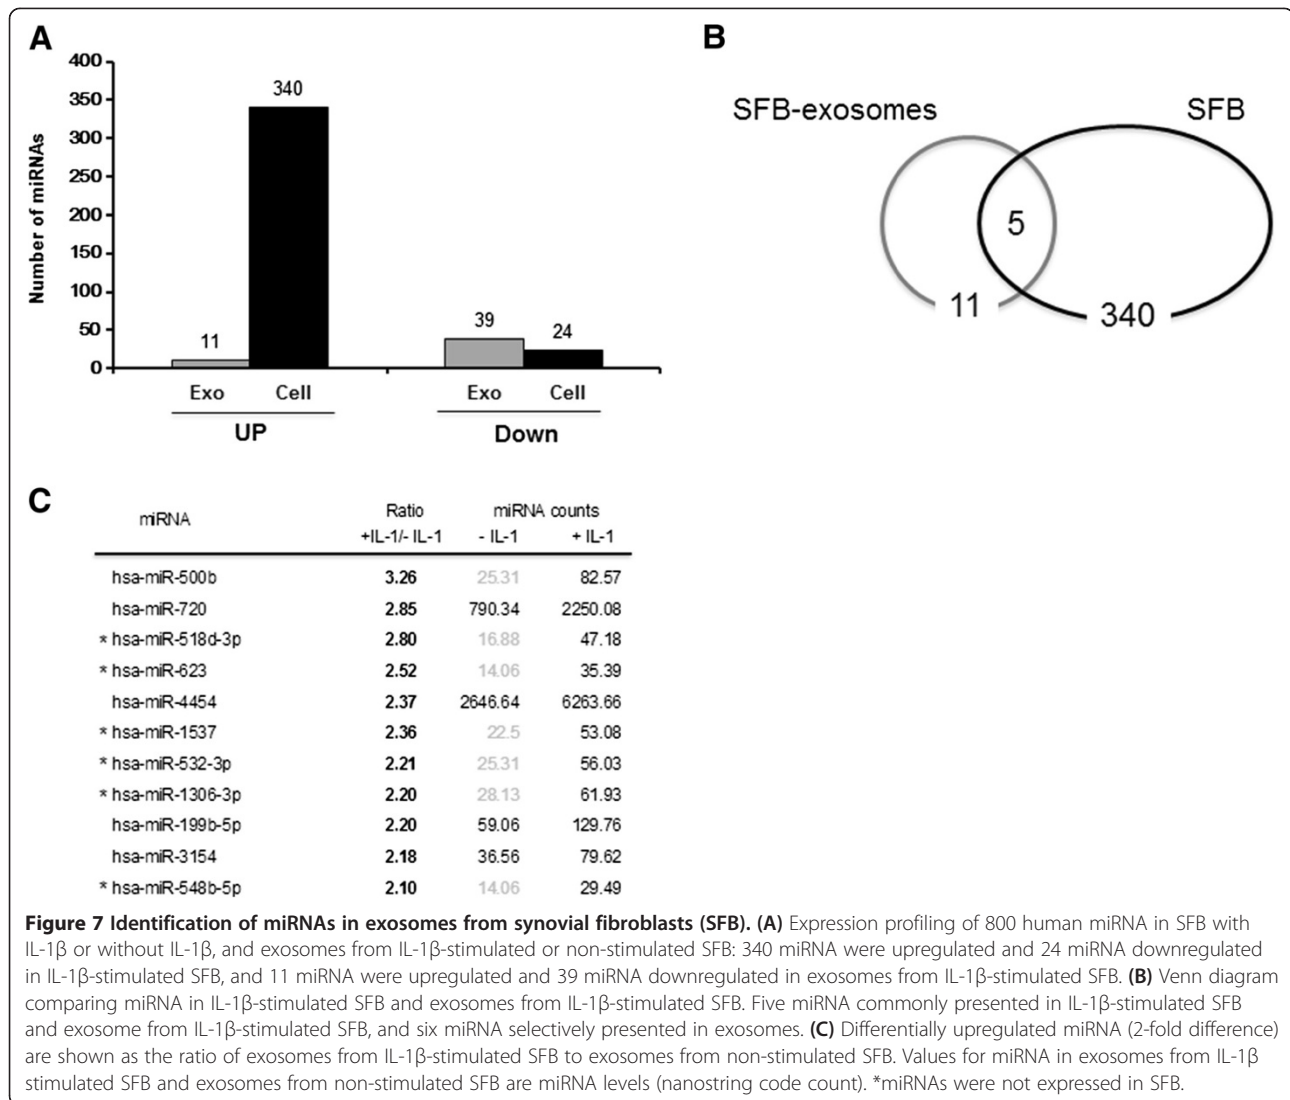 A
400
350
300
250
200
150
100
50
0
Number of miRNAs
11
340
39
24
Exo Cell Exo Cell
UP Down
B
SFB-exosomes SFB
5
11 340
C
miRNA Ratio miRNA counts
+IL-1/- IL-1 - IL-1 + IL-1
hsa-miR-500b 3.26 25.31 82.57
hsa-miR-720 2.85 790.34 2250.08
* hsa-miR-518d-3p 2.80 16.88 47.18
* hsa-miR-623 2.52 14.06 35.39
hsa-miR-4454 2.37 2646.64 6263.66
* hsa-miR-1537 2.36 22.5 53.08
* hsa-miR-532-3p 2.21 25.31 56.03
* hsa-miR-1306-3p 2.20 28.13 61.93
hsa-miR-199b-5p 2.20 59.06 129.76
hsa-miR-3154 2.18 36.56 79.62
* hsa-miR-548b-5p 2.10 14.06 29.49
Figure 7 Identification of miRNAs in exosomes from synovial fibroblasts (SFB). (A) Expression profiling of 800 human miRNA in SFB with
IL-1β or without IL-1β, and exosomes from IL-1β-stimulated or non-stimulated SFB: 340 miRNA were upregulated and 24 miRNA downregulated
in IL-1β-stimulated SFB, and 11 miRNA were upregulated and 39 miRNA downregulated in exosomes from IL-1β-stimulated SFB. (B) Venn diagram
comparing miRNA in IL-1β-stimulated SFB and exosomes from IL-1β-stimulated SFB. Five miRNA commonly presented in IL-1β-stimulated SFB
and exosome from IL-1β-stimulated SFB, and six miRNA selectively presented in exosomes. (C) Differentially upregulated miRNA (2-fold difference)
are shown as the ratio of exosomes from IL-1β-stimulated SFB to exosomes from non-stimulated SFB. Values for miRNA in exosomes from IL-1β
stimulated SFB and exosomes from non-stimulated SFB are miRNA levels (nanostring code count). *miRNAs were not expressed in SFB.